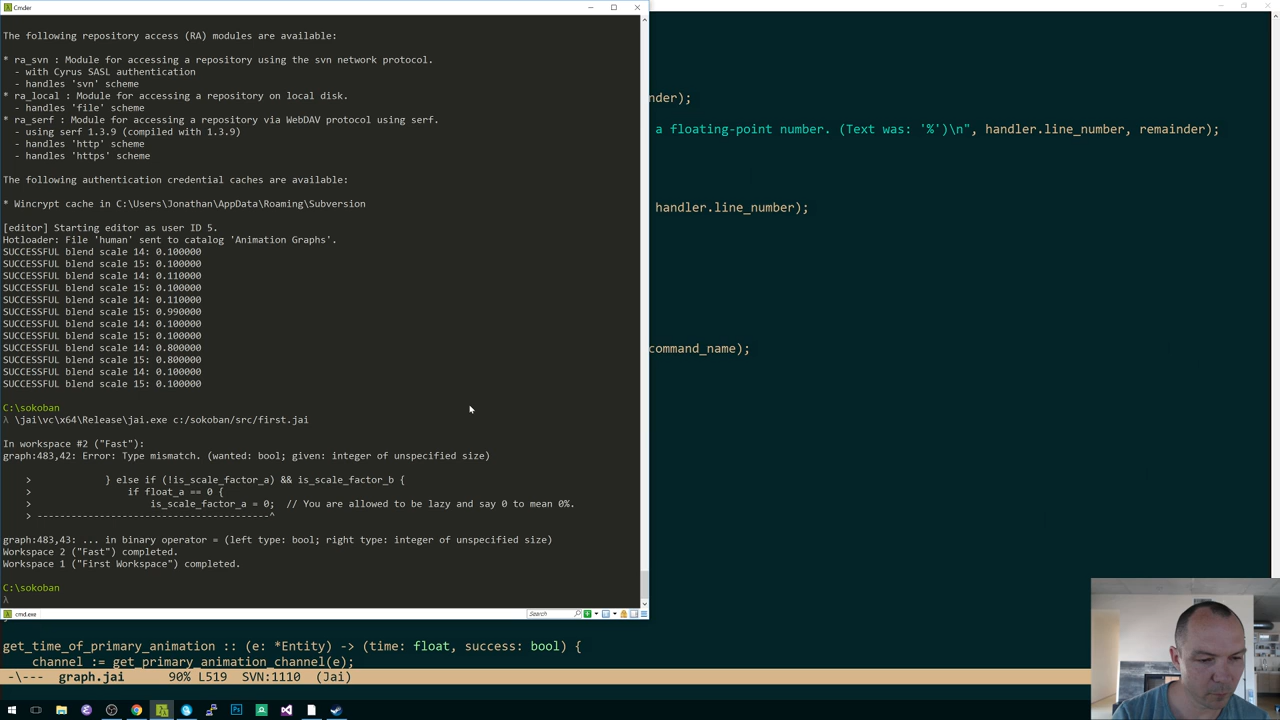 Cmder
The following repository access (RA) modules are available:
* ra_svn : Module for accessing a repository using the svn network protocol.
- with Cyrus SASL authentication
- handles 'svn' scheme
* ra_local : Module for accessing a repository on local disk.
- handles 'file' scheme
* ra_serf : Module for accessing a repository via WebDAV protocol using serf.
- using serf 1.3.9 (compiled with 1.3.9)
- handles 'http' scheme
- handles 'https' scheme
The following authentication credential caches are available:
* Wincrypt cache in C:\Users\Jonathan\AppData\Roaming\Subversion
[editor] Starting editor as user ID 5.
Hotloader: File 'human' sent to catalog 'Animation Graphs'.
SUCCESSFUL blend scale 14: 0.100000
SUCCESSFUL blend scale 15: 0.100000
SUCCESSFUL blend scale 14: 0.110000
SUCCESSFUL blend scale 15: 0.100000
SUCCESSFUL blend scale 14: 0.110000
SUCCESSFUL blend scale 15: 0.990000
SUCCESSFUL blend scale 14: 0.100000
SUCCESSFUL blend scale 15: 0.100000
SUCCESSFUL blend scale 14: 0.800000
SUCCESSFUL blend scale 15: 0.800000
SUCCESSFUL blend scale 14: 0.100000
SUCCESSFUL blend scale 15: 0.100000
C:\sokoban
λ \jai\vc\x64\Release\jai.exe c:/sokoban/src/first.jai
In workspace #2 ("Fast"):
graph:483,42: Error: Type mismatch. (wanted: bool; given: integer of unspecified size)
> } else if (!is_scale_factor_a) && is_scale_factor_b {
> if float_a == 0 {
> is_scale_factor_a = 0; // You are allowed to be lazy and say 0 to mean 0%.
> ---------------------------------------^
graph:483,43: ... in binary operator = (left type: bool; right type: integer of unspecified size)
Workspace 2 ("Fast") completed.
Workspace 1 ("First Workspace") completed.
C:\sokoban
λ
cmd.exe
Search
nder);
a floating-point number. (Text was: '%')\n", handler.line_number, remainder);
handler.line_number);
command_name);
get_time_of_primary_animation :: (e: *Entity) -> (time: float, success: bool) {
channel := get_primary_animation_channel(e);
-\--- graph.jai 90% L519 SVN:1110 (Jai)